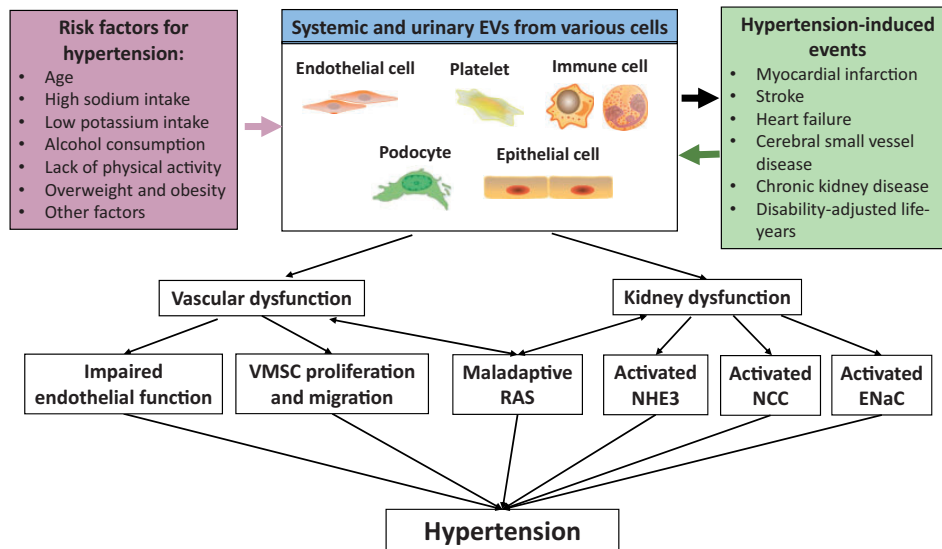 Risk factors for
hypertension:
• Age
• High sodium intake
• Low potassium intake
• Alcohol consumption
• Lack of physical activity
• Overweight and obesity
• Other factors
Systemic and urinary EVs from various cells
Endothelial cell
Platelet
Immune cell
Podocyte
Epithelial cell
Hypertension-induced
events
• Myocardial infarction
• Stroke
• Heart failure
• Cerebral small vessel
disease
• Chronic kidney disease
• Disability-adjusted life-
years
Vascular dysfunction
Kidney dysfunction
Impaired
endothelial function
VMSC proliferation
and migration
Maladaptive
RAS
Activated
NHE3
Activated
NCC
Activated
ENaC
Hypertension